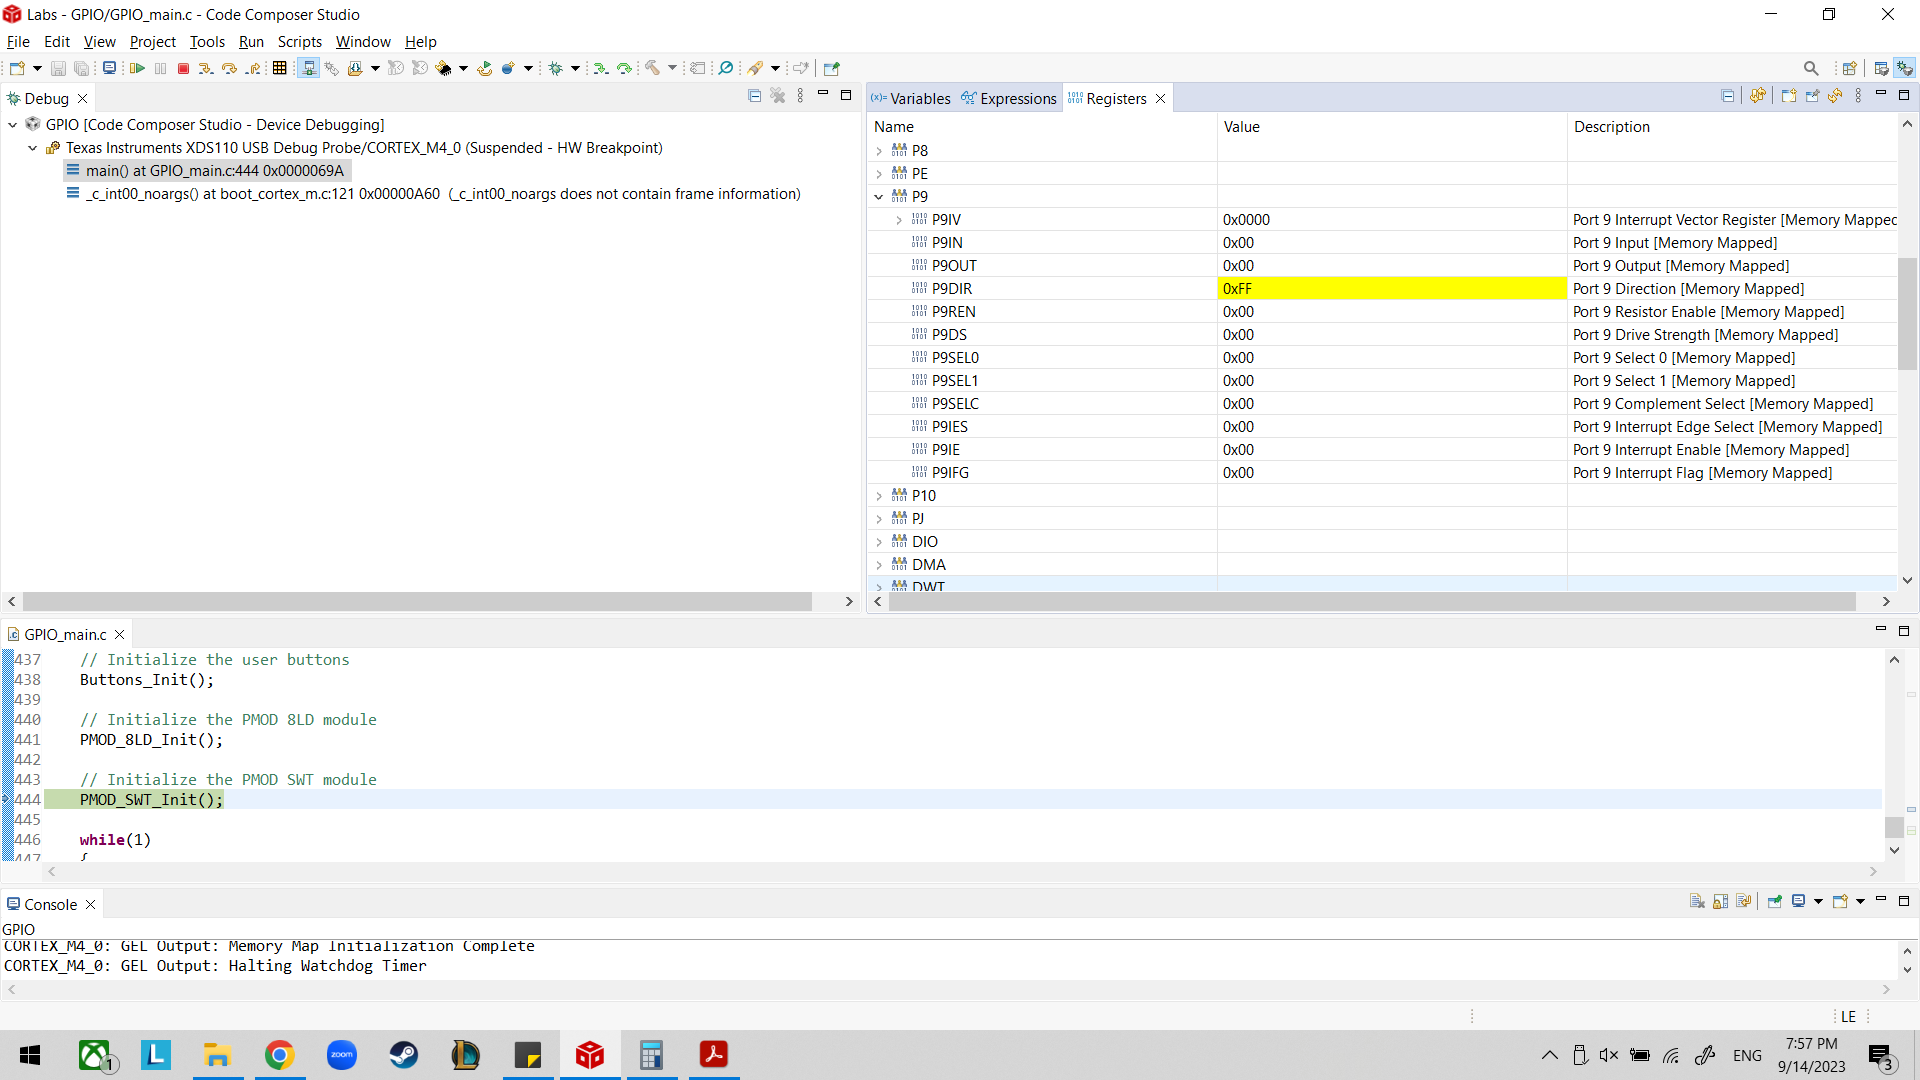 Labs - GPIO/GPIO_main.c - Code Composer Studio
File Edit View Project Tools Run Scripts Window Help
Debug
GPIO [Code Composer Studio - Device Debugging]
Texas Instruments XDS110 USB Debug Probe/CORTEX_M4_0 (Suspended - HW Breakpoint)
main() at GPIO_main.c:444 0x0000069A
_c_int00_noargs() at boot_cortex_m.c:121 0x00000A60 (_c_int00_noargs does not contain frame information)
(x)= Variables Expressions Registers
Name Value Description
P8
PE
P9
P9IV 0x0000 Port 9 Interrupt Vector Register [Memory Mapped
P9IN 0x00 Port 9 Input [Memory Mapped]
P9OUT 0x00 Port 9 Output [Memory Mapped]
P9DIR 0xFF Port 9 Direction [Memory Mapped]
P9REN 0x00 Port 9 Resistor Enable [Memory Mapped]
P9DS 0x00 Port 9 Drive Strength [Memory Mapped]
P9SEL0 0x00 Port 9 Select 0 [Memory Mapped]
P9SEL1 0x00 Port 9 Select 1 [Memory Mapped]
P9SELC 0x00 Port 9 Complement Select [Memory Mapped]
P9IES 0x00 Port 9 Interrupt Edge Select [Memory Mapped]
P9IE 0x00 Port 9 Interrupt Enable [Memory Mapped]
P9IFG 0x00 Port 9 Interrupt Flag [Memory Mapped]
P10
PJ
DIO
DMA
DWT
GPIO_main.c
437 // Initialize the user buttons
438 Buttons_Init();
439
440 // Initialize the PMOD 8LD module
441 PMOD_8LD_Init();
442
443 // Initialize the PMOD SWT module
444 PMOD_SWT_Init();
445
446 while(1)
447 {
Console
GPIO
CORTEX_M4_0: GEL Output: Memory Map Initialization Complete
CORTEX_M4_0: GEL Output: Halting Watchdog Timer
LE
1
L
zoom
ENG
7:57 PM
9/14/2023
3